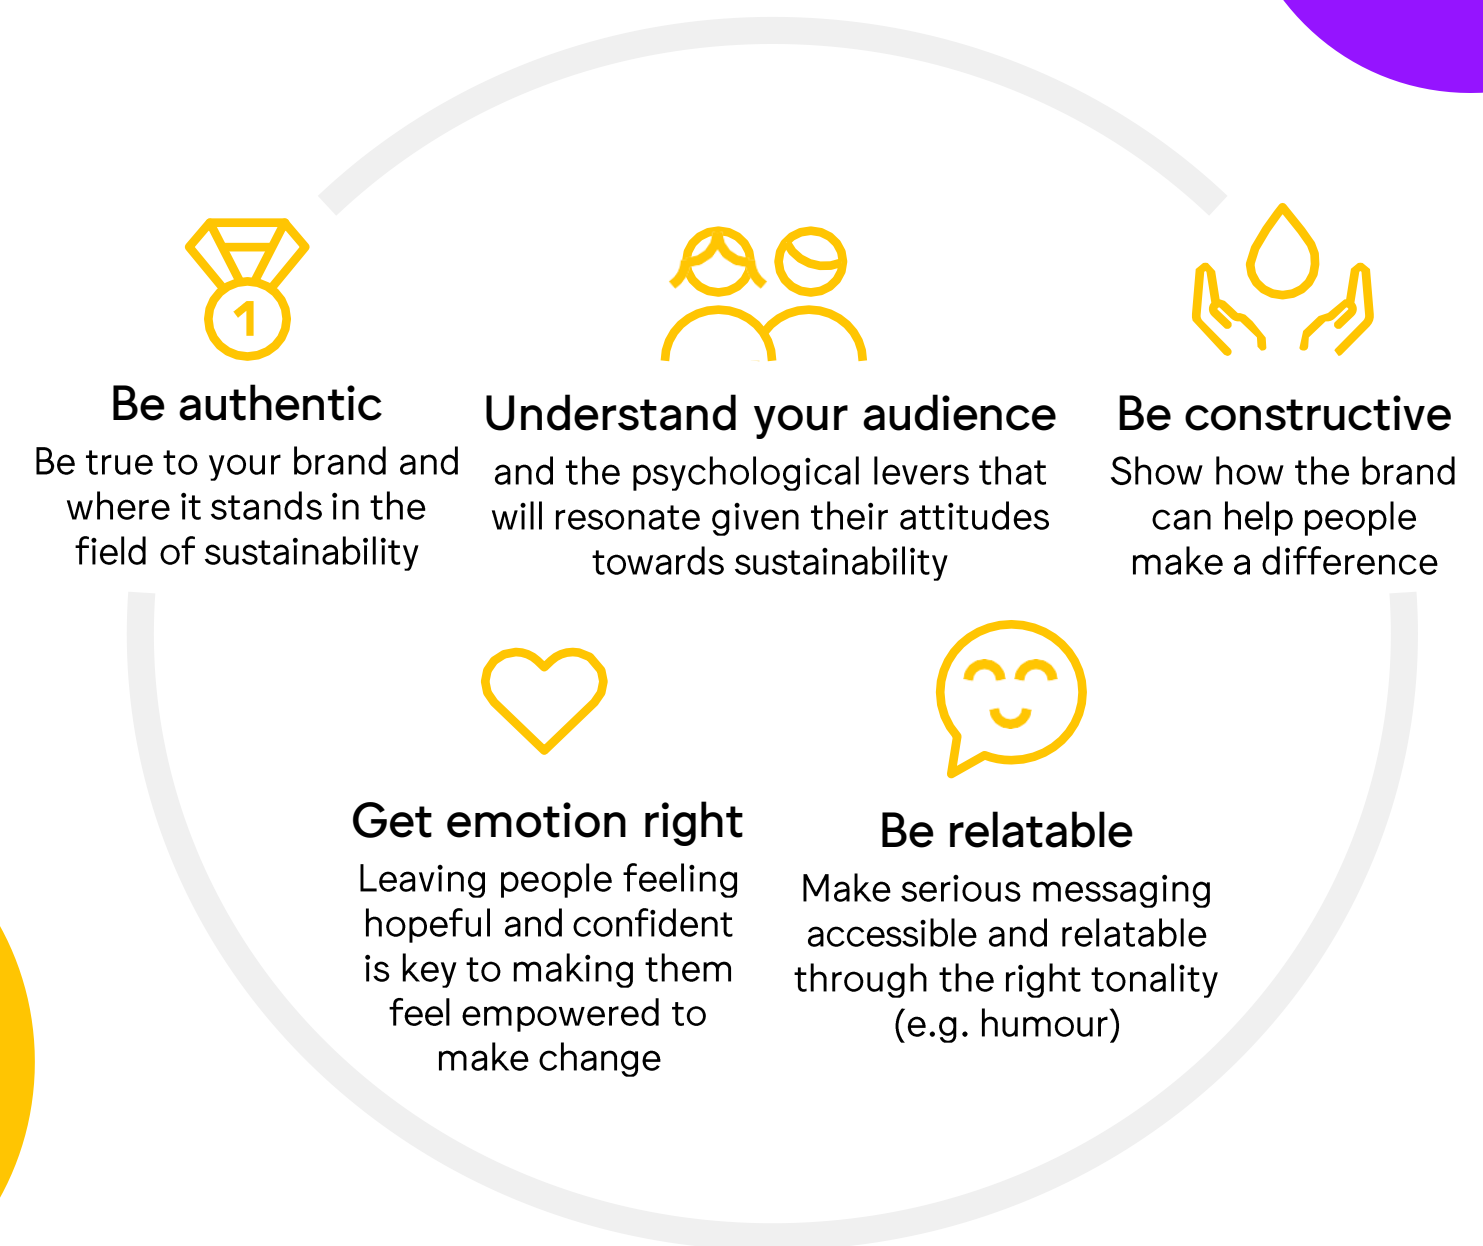 1
Be authentic
Be true to your brand and
where it stands in the
field of sustainability
Understand your audience
and the psychological levers that
will resonate given their attitudes
towards sustainability
Be constructive
Show how the brand
can help people
make a difference
Get emotion right
Leaving people feeling
hopeful and confident
is key to making them
feel empowered to
make change
Be relatable
Make serious messaging
accessible and relatable
through the right tonality
(e.g. humour)